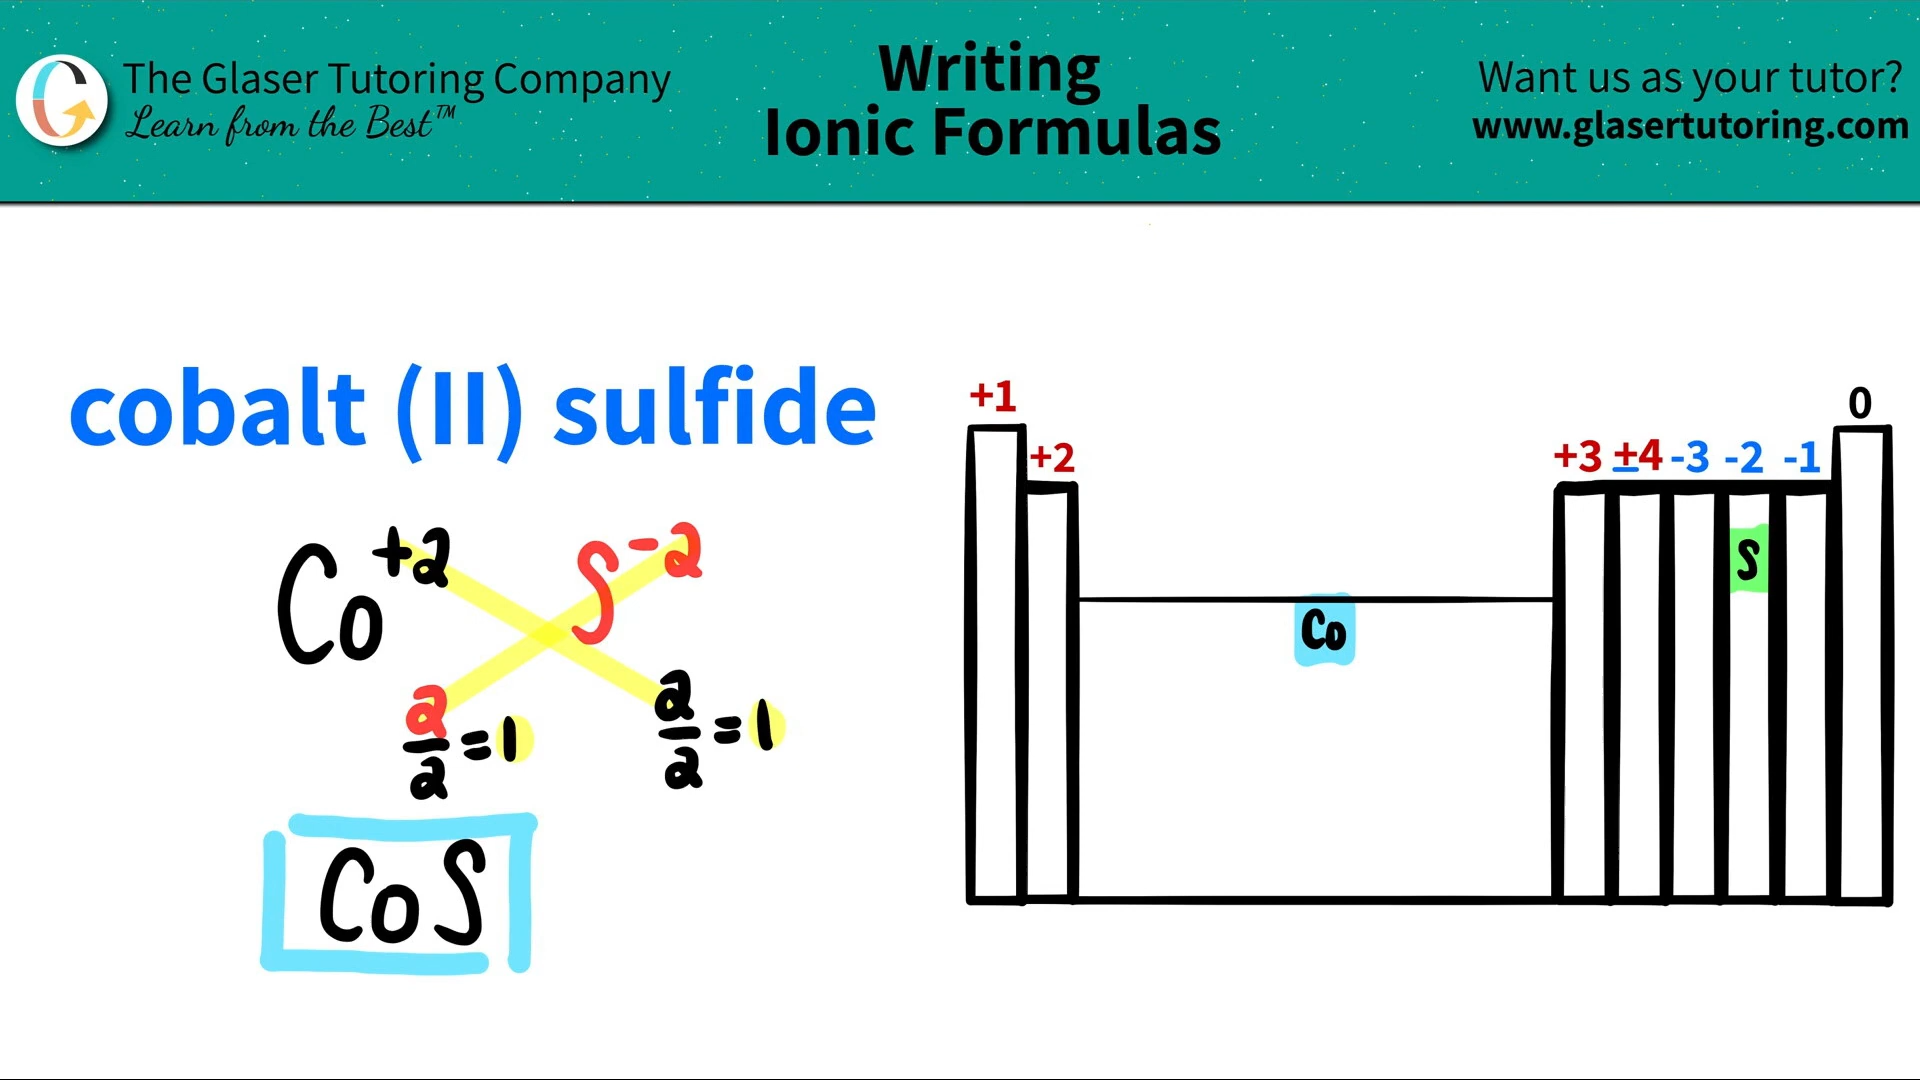 The Glaser Tutoring Company
Learn from the Best™
Writing
Ionic Formulas
Want us as your tutor?
www.glasertutoring.com
cobalt (II) sulfide
Co+2 S-2
2/2=1 2/2=1
CoS
+1
+2
+3 ±4 -3 -2 -1
0
S
Co